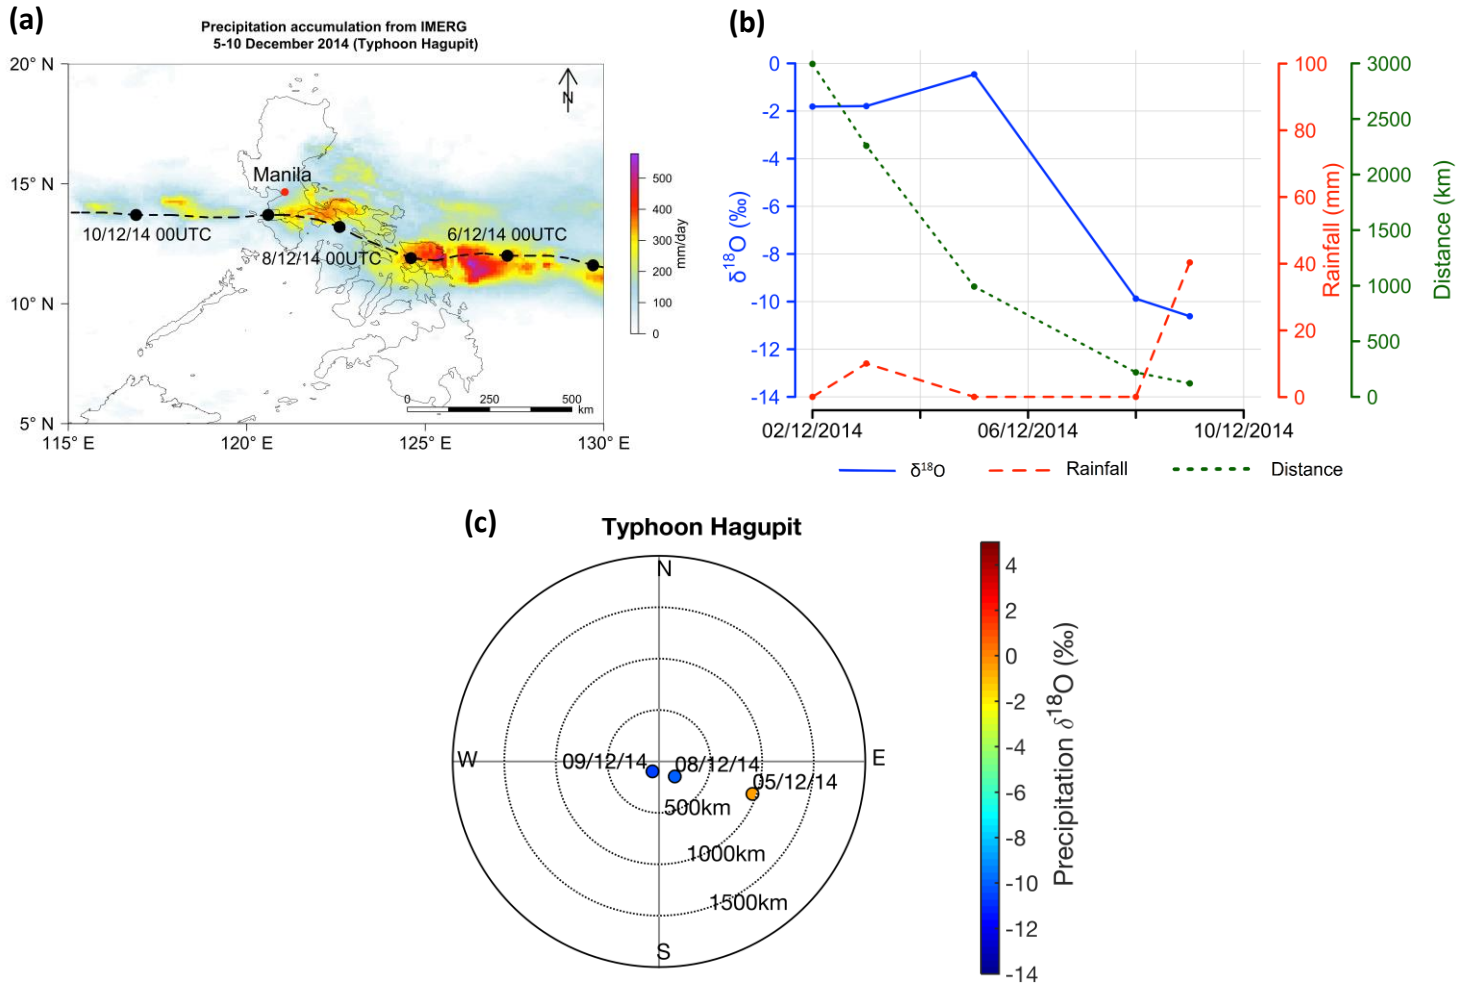 (a)
Precipitation accumulation from IMERG
5-10 December 2014 (Typhoon Hagupit)
20° N
15° N
10° N
5° N
115° E
120° E
125° E
130° E
N
Manila
10/12/14 00UTC
8/12/14 00UTC
6/12/14 00UTC
0 250 500
km
500
400
300
200
100
0
mm/day
(b)
0
-2
-4
-6
-8
-10
-12
-14
δ18O (‰)
100
80
60
40
20
0
Rainfall (mm)
3000
2500
2000
1500
1000
500
0
Distance (km)
02/12/2014
06/12/2014
10/12/2014
δ18O
Rainfall
Distance
(c)
Typhoon Hagupit
N
W
E
S
09/12/14
08/12/14
05/12/14
500km
1000km
1500km
4
2
0
-2
-4
-6
-8
-10
-12
-14
Precipitation δ18O (‰)